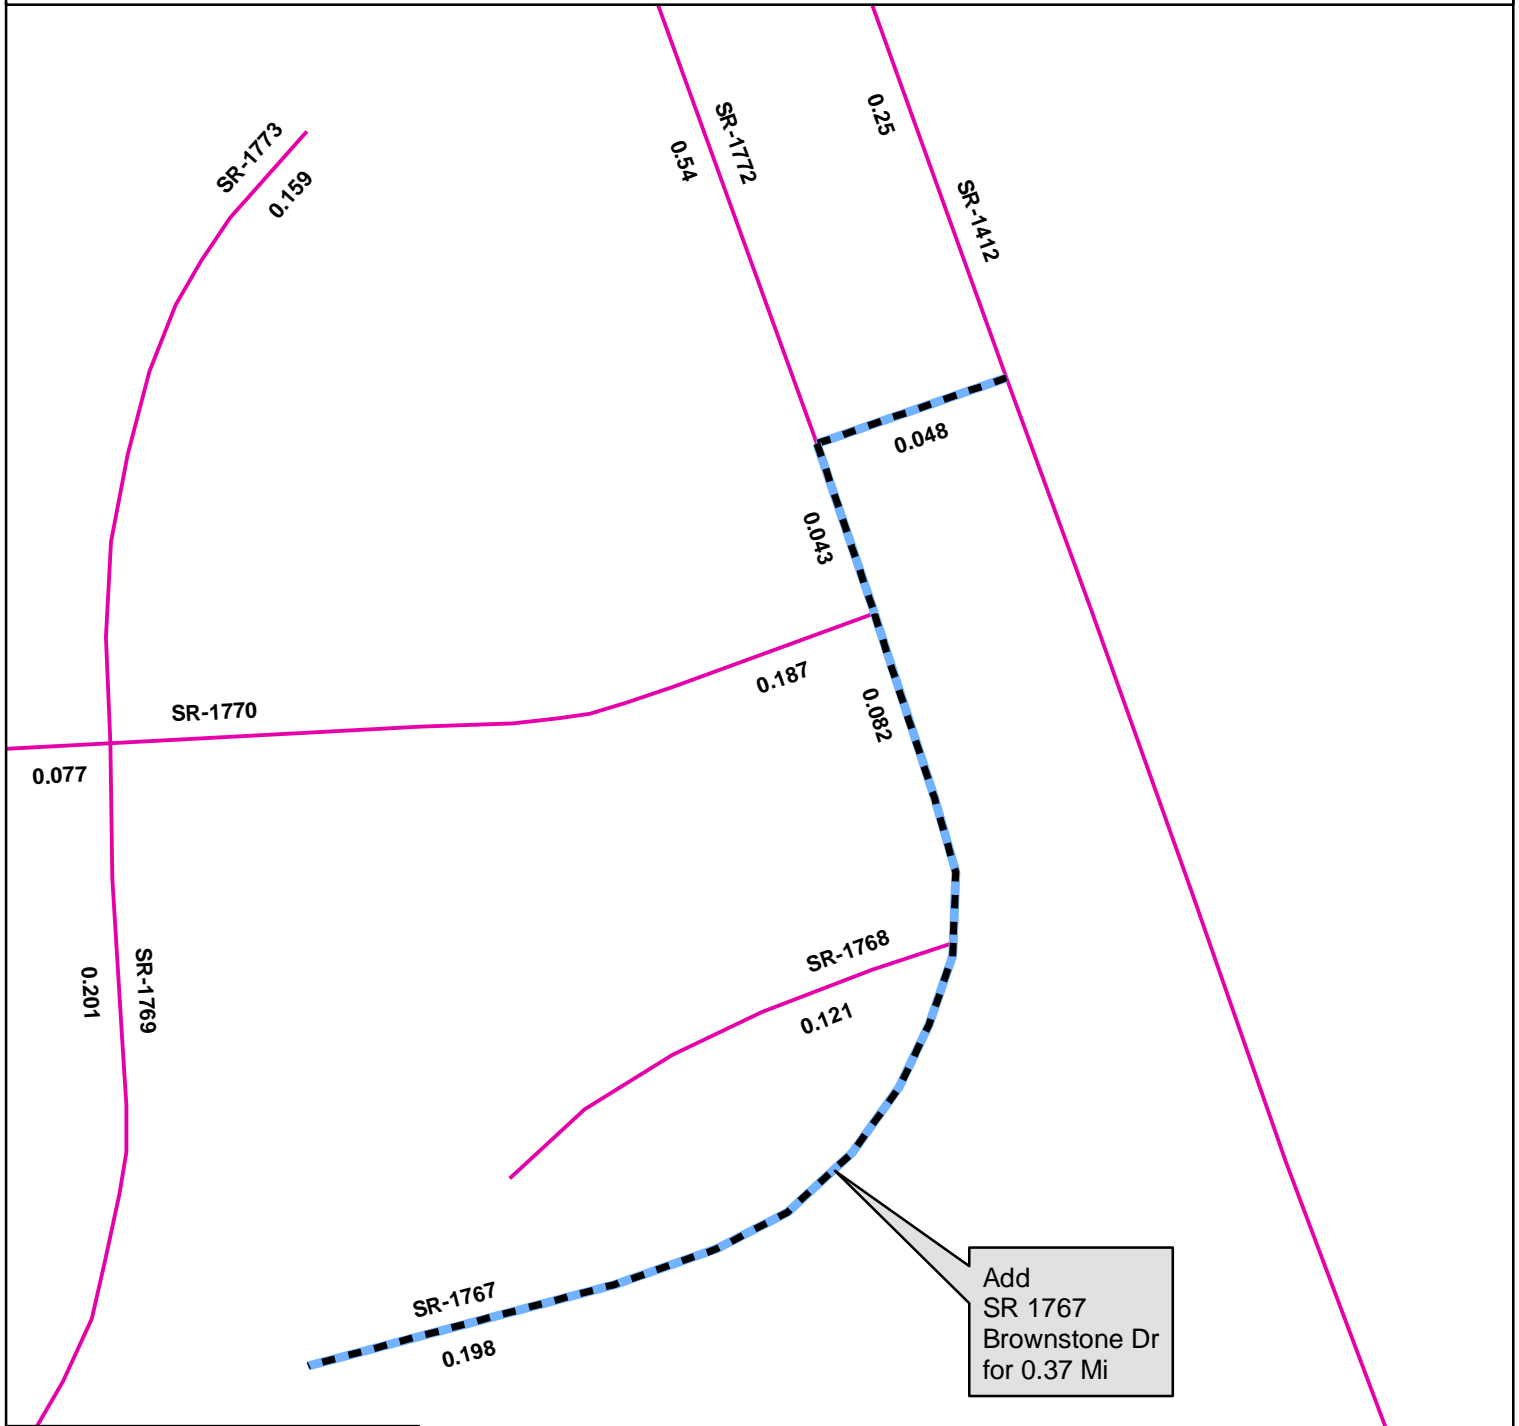 SR-1773
0.159
0.54
SR-1772
0.25
SR-1412
0.048
0.043
0.187
0.082
SR-1770
0.077
SR-1768
0.121
SR-1769
0.201
SR-1767
0.198
Add
SR 1767
Brownstone Dr
for 0.37 Mi